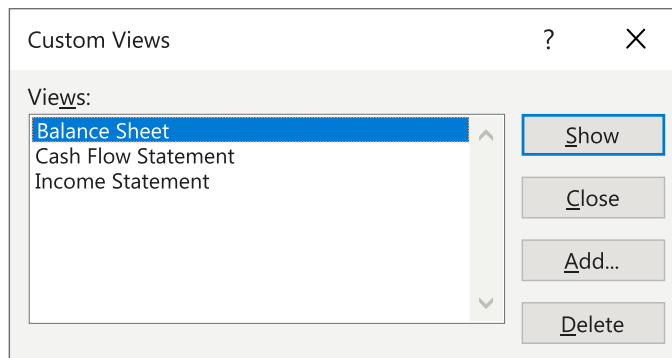 Custom Views ?
Views:
Balance Sheet
Cash Flow Statement
Income Statement
Show
Close
Add...
Delete